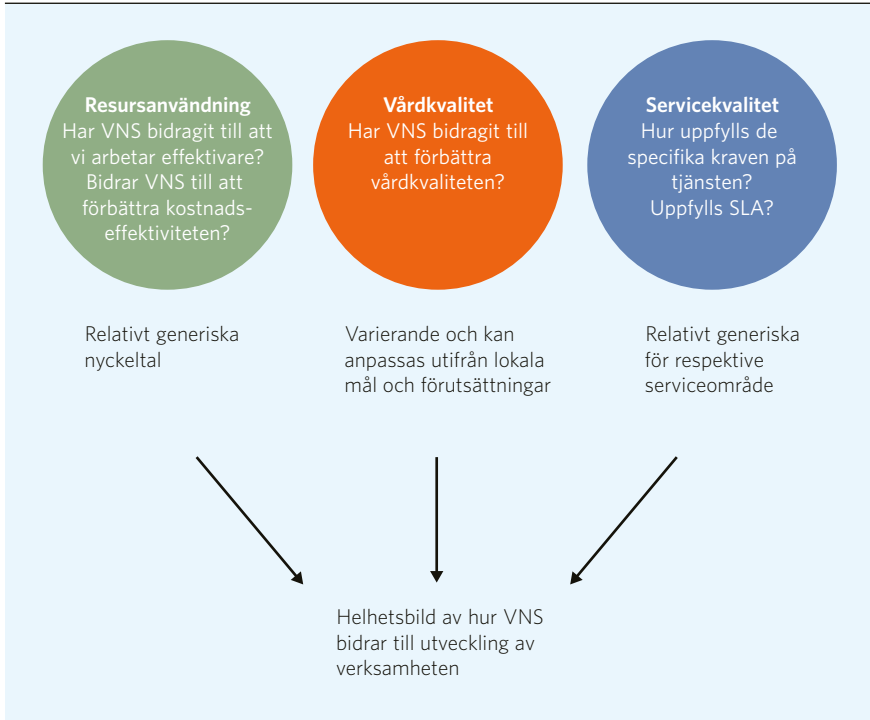 Resursanvändning
Har VNS bidragit till att
vi arbetar effektivare?
Bidrar VNS till att
förbättra kostnads-
effektiviteten?
Vårdkvalitet
Har VNS bidragit till
att förbättra
vårdkvaliteten?
Servicekvalitet
Hur uppfylls de
specifika kraven på
tjänsten?
Uppfylls SLA?
Relativt generiska
nyckeltal
Varierande och kan
anpassas utifrån lokala
mål och förutsättningar
Relativt generiska
för respektive
serviceområde
Helhetsbild av hur VNS
bidrar till utveckling av
verksamheten